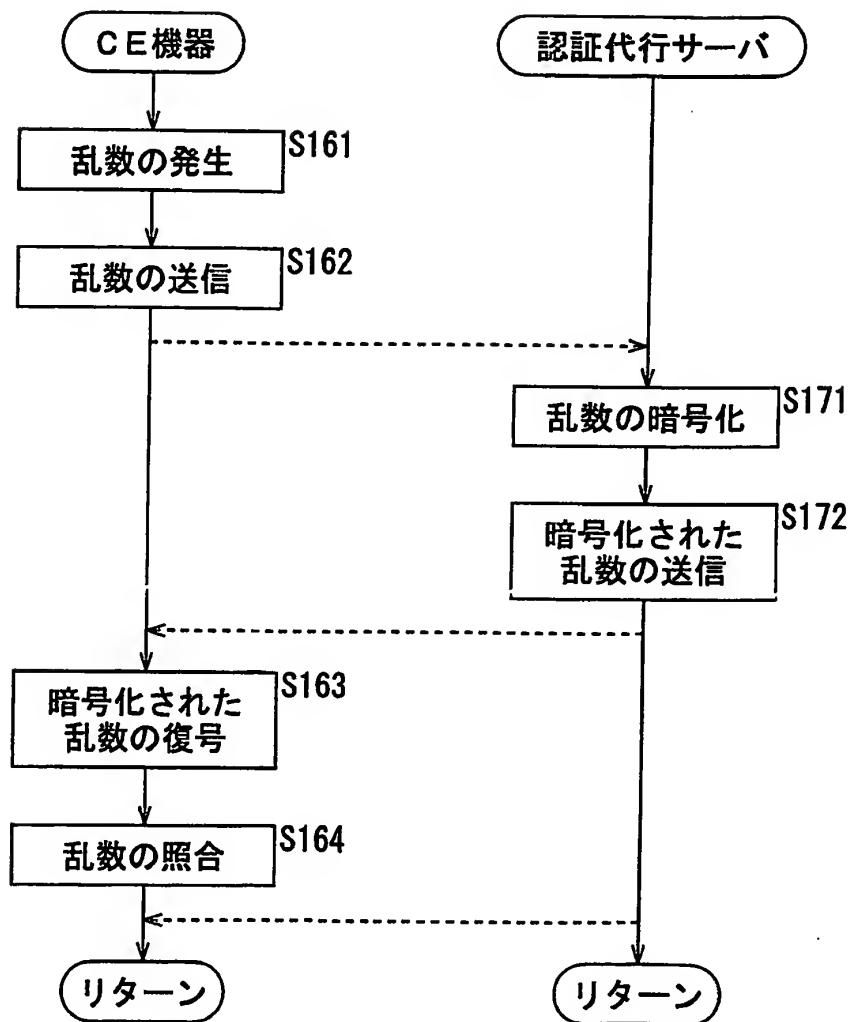 CE機器
認証代行サーバ
乱数の発生
S161
乱数の送信
S162
乱数の暗号化
S171
暗号化された
乱数の送信
S172
暗号化された
乱数の復号
S163
乱数の照合
S164
リターン
リターン